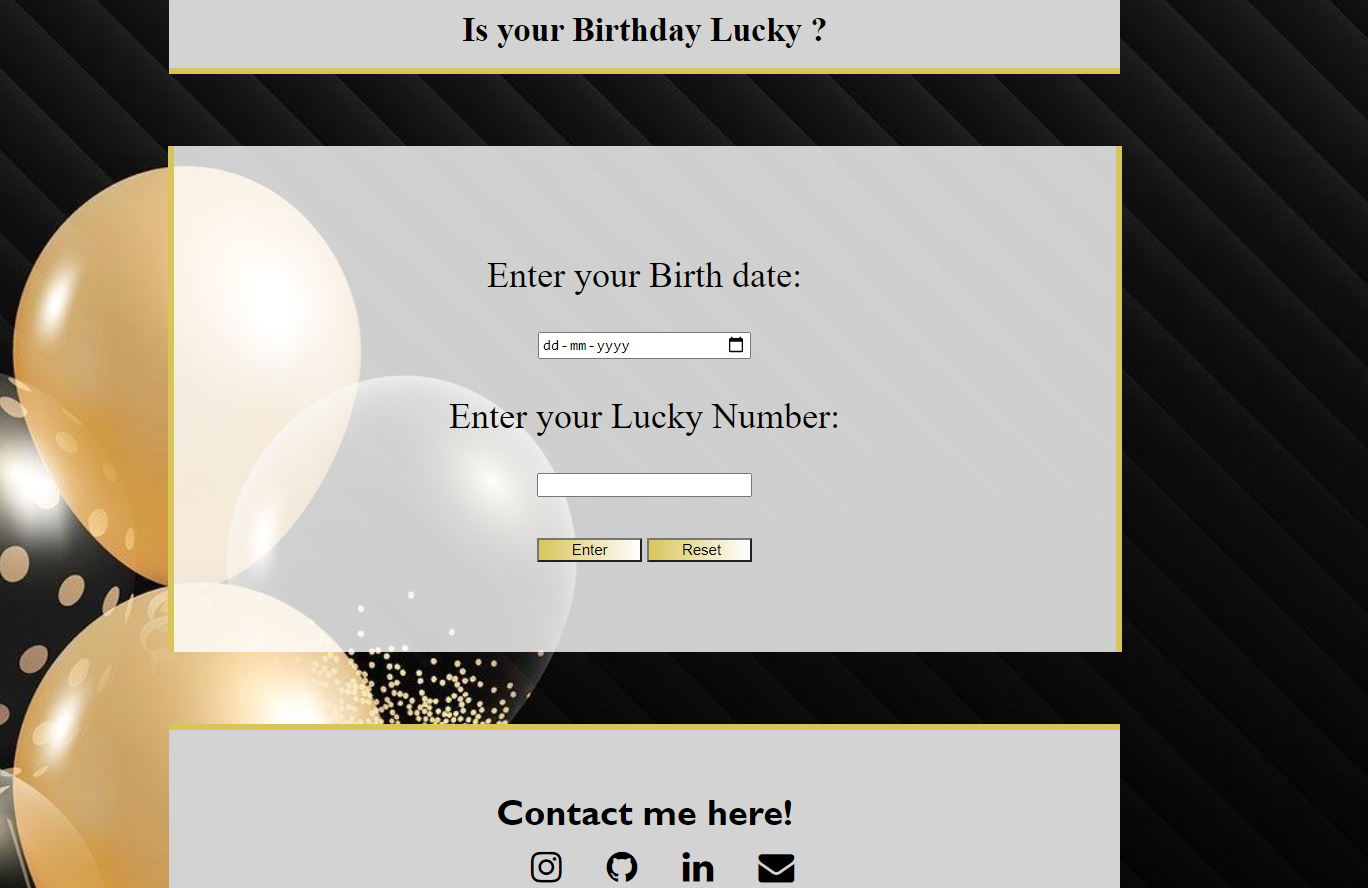 Is your Birthday Lucky ?
Enter your Birth date:
dd-mm-yyyy
Enter your Lucky Number:
Enter Reset
Contact me here!